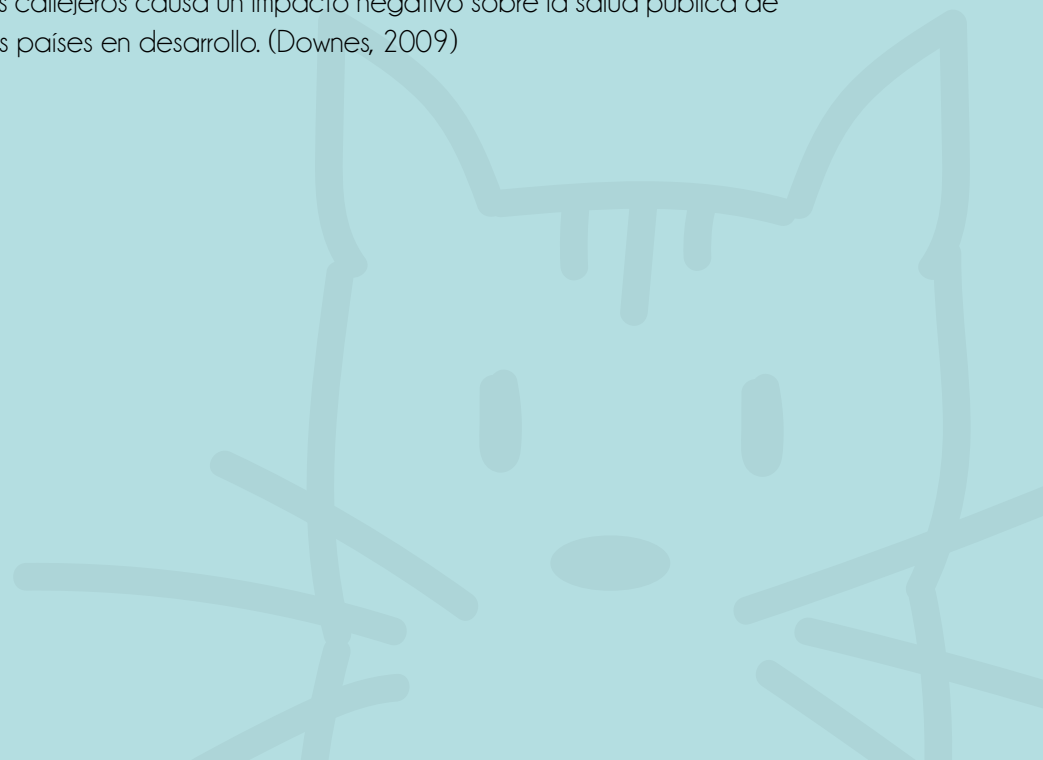 s callejeros causa un impacto negativo sobre la salud pública de
s países en desarrollo. (Downes, 2009)